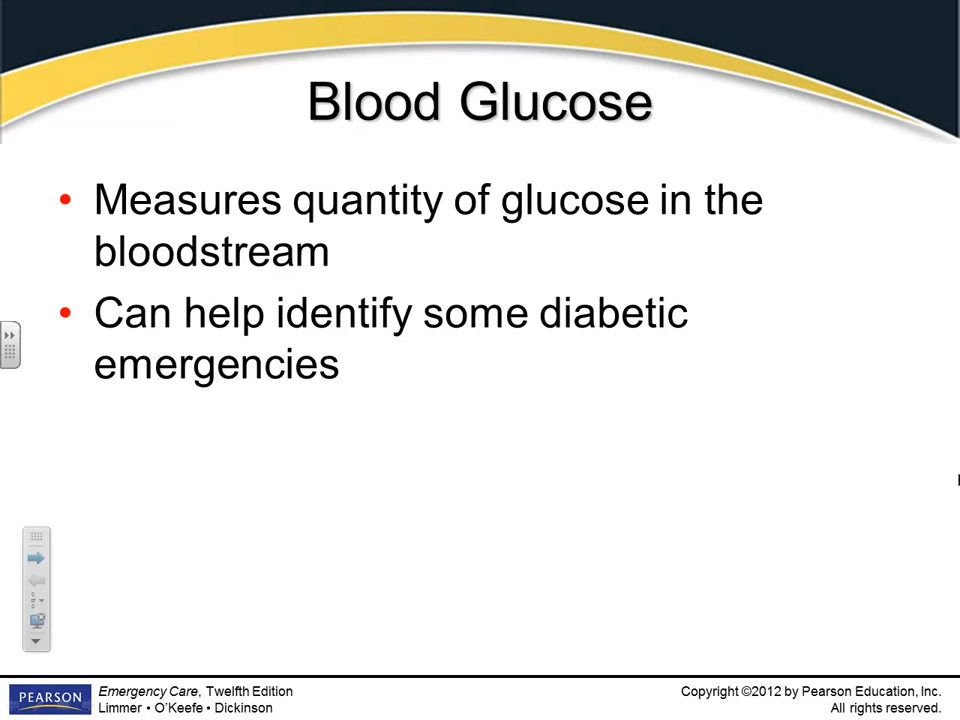 Blood Glucose
• Measures quantity of glucose in the
bloodstream
• Can help identify some diabetic
emergencies
PEARSON
Emergency Care, Twelfth Edition
Limmer • O'Keefe • Dickinson
Copyright ©2012 by Pearson Education, Inc.
All rights reserved.